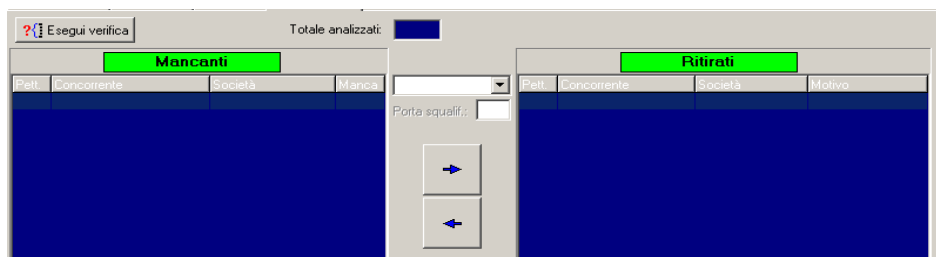 ?{} Esegui verifica Totale analizzati:
Mancanti Ritirati
Pett. Concorrente Società Manca Pett. Concorrente Società Motivo
Porta squalif.: